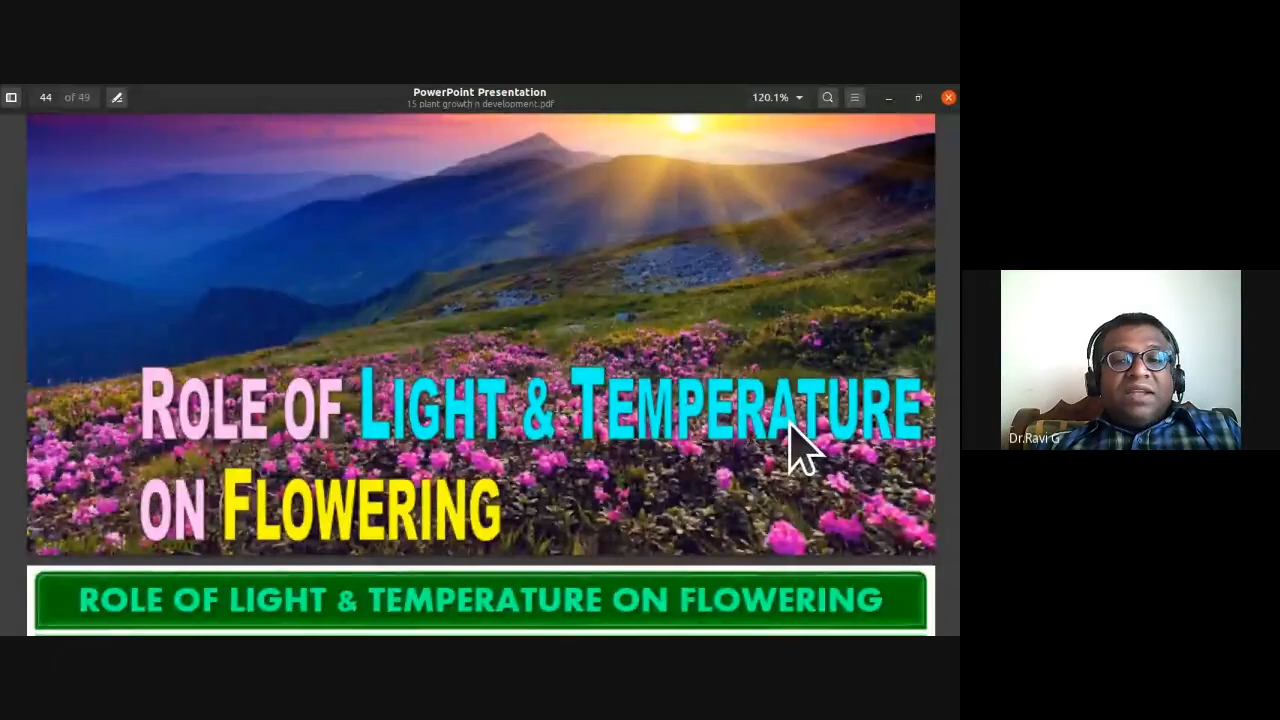 44 of 49
PowerPoint Presentation
15 plant growth n development.pdf
120.1%
ROLE OF LIGHT & TEMPERATURE
ON FLOWERING
ROLE OF LIGHT & TEMPERATURE ON FLOWERING
Dr.Ravi G